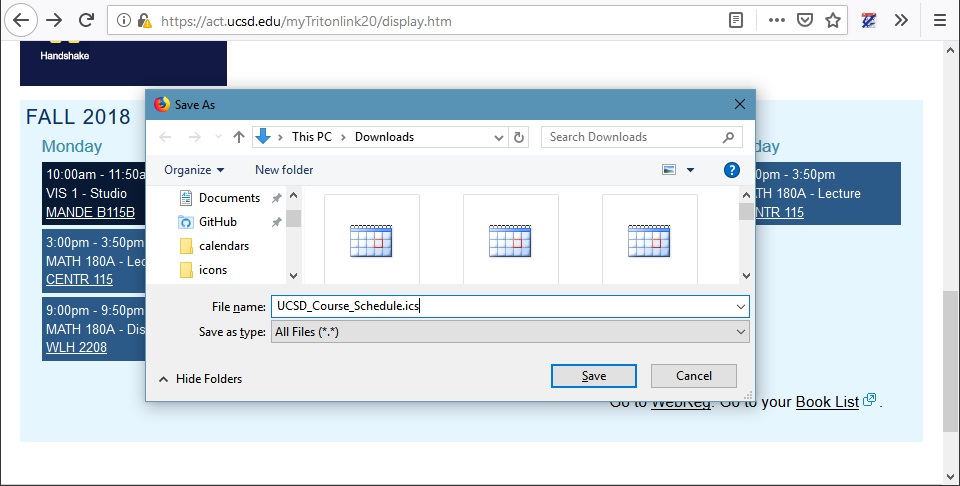 https://act.ucsd.edu/myTritonlink20/display.htm
Handshake
FALL 2018
Monday
10:00am - 11:50a
VIS 1 - Studio
MANDE B115B
3:00pm - 3:50pm
MATH 180A - Lec
CENTR 115
9:00pm - 9:50pm
MATH 180A - Dis
WLH 2208
Save As
This PC
Downloads
Search Downloads
Organize
New folder
?
Documents
GitHub
calendars
icons
File name: UCSD_Course_Schedule.ics
Save as type: All Files (*.*)
Hide Folders
Save
Cancel
day
0pm - 3:50pm
TH 180A - Lecture
NTR 115
Go to WebReg. Go to your Book List .